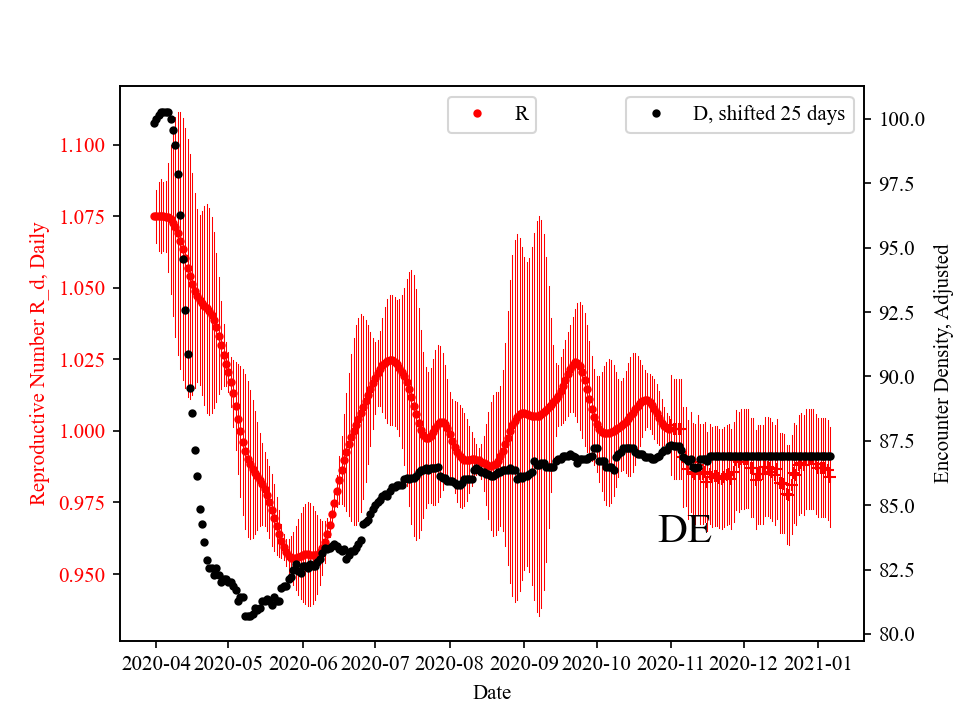 R
D, shifted 25 days
1.100
1.075
1.050
1.025
1.000
0.975
0.950
Reproductive Number R_d, Daily
100.0
97.5
95.0
92.5
90.0
87.5
85.0
82.5
80.0
Encounter Density, Adjusted
DE
2020-04 2020-05 2020-06 2020-07 2020-08 2020-09 2020-10 2020-11 2020-12 2021-01
Date